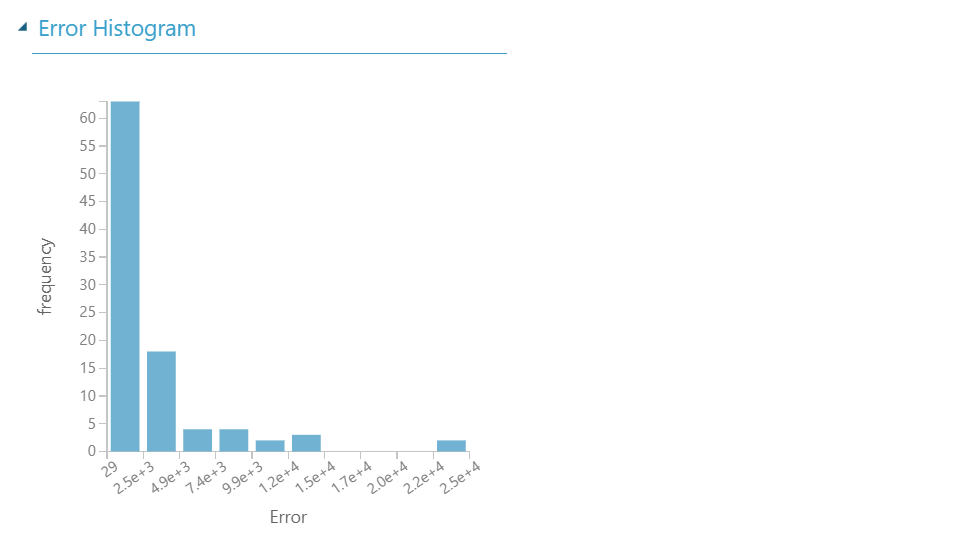 Error Histogram
frequency
60
55
50
45
40
35
30
25
20
15
10
5
0
29
2.5e+3
4.9e+3
7.4e+3
9.9e+3
1.2e+4
1.5e+4
1.7e+4
2.0e+4
2.2e+4
2.5e+4
Error